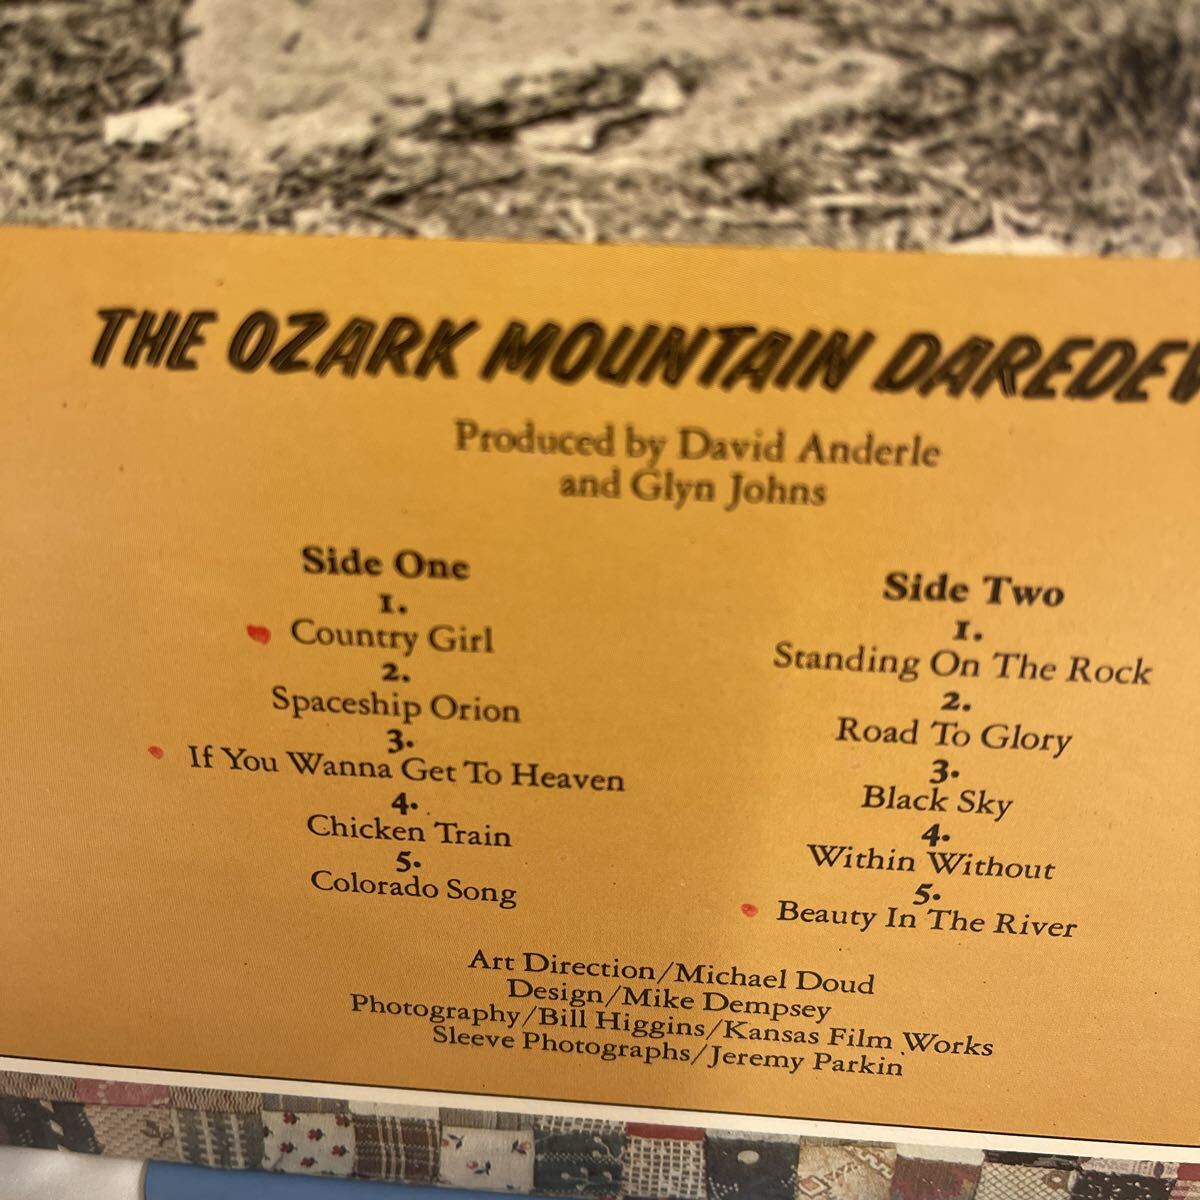 THE OZARK MOUNTAIN DAREDEV
Produced by David Anderle
and Glyn Johns
Side One
1.
Country Girl
2.
Spaceship Orion
3.
If You Wanna Get To Heaven
4.
Chicken Train
5.
Colorado Song
Side Two
1.
Standing On The Rock
2.
Road To Glory
3.
Black Sky
4.
Within Without
5.
Beauty In The River
Art Direction/Michael Doud
Design/Mike Dempsey
Photography/Bill Higgins/Kansas Film Works
Sleeve Photographs/Jeremy Parkin